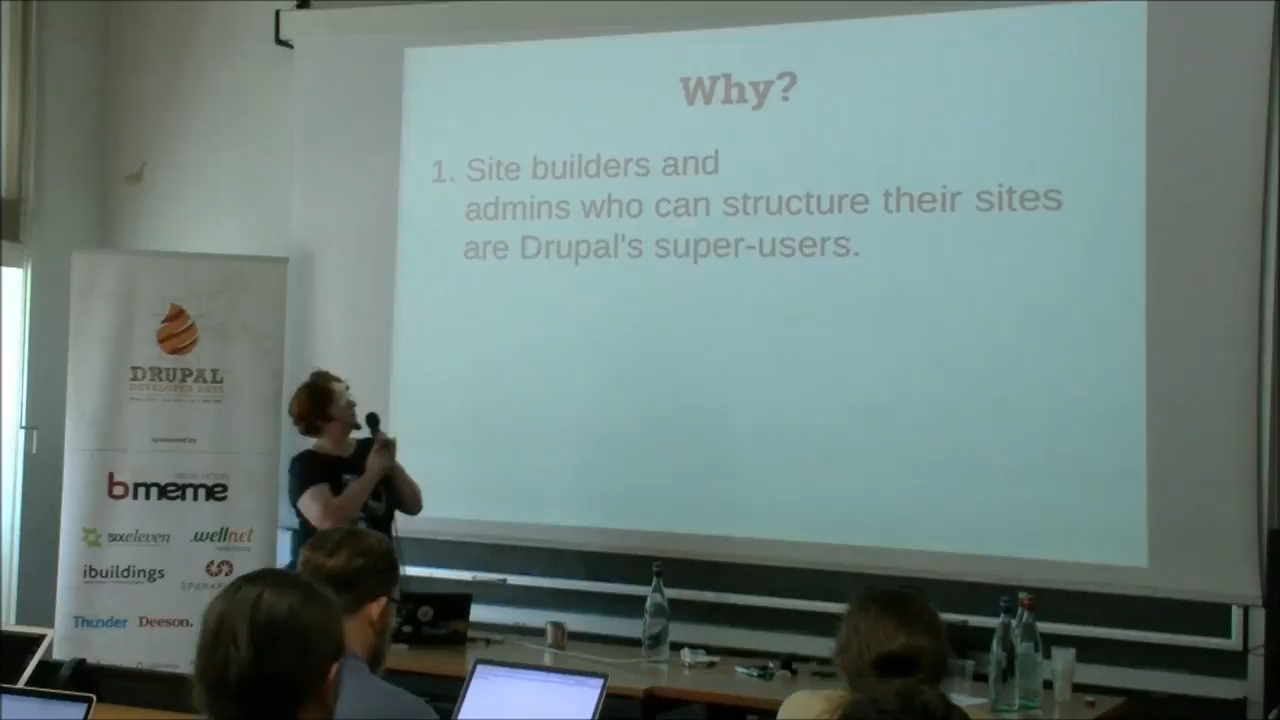 Why?
1. Site builders and
admins who can structure their sites
are Drupal's super-users.
DRUPAL
DEVELOPER DAYS
sponsored by
bmeme
sixeleven
wellnet
ibuildings
Thunder
Deeson.